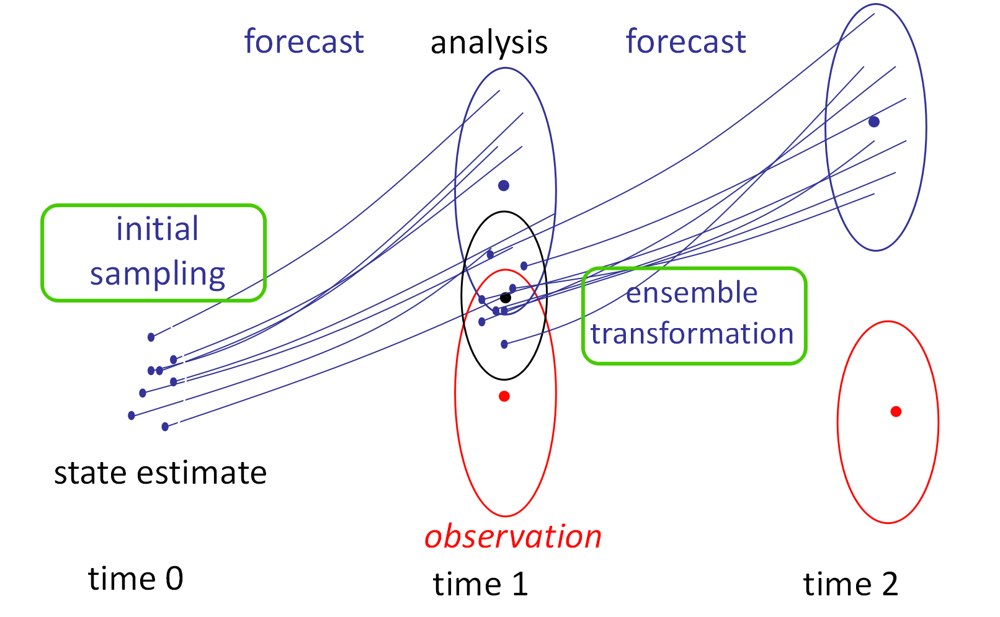 forecast
analysis
forecast
initial
sampling
ensemble
transformation
state estimate
observation
time 0
time 1
time 2